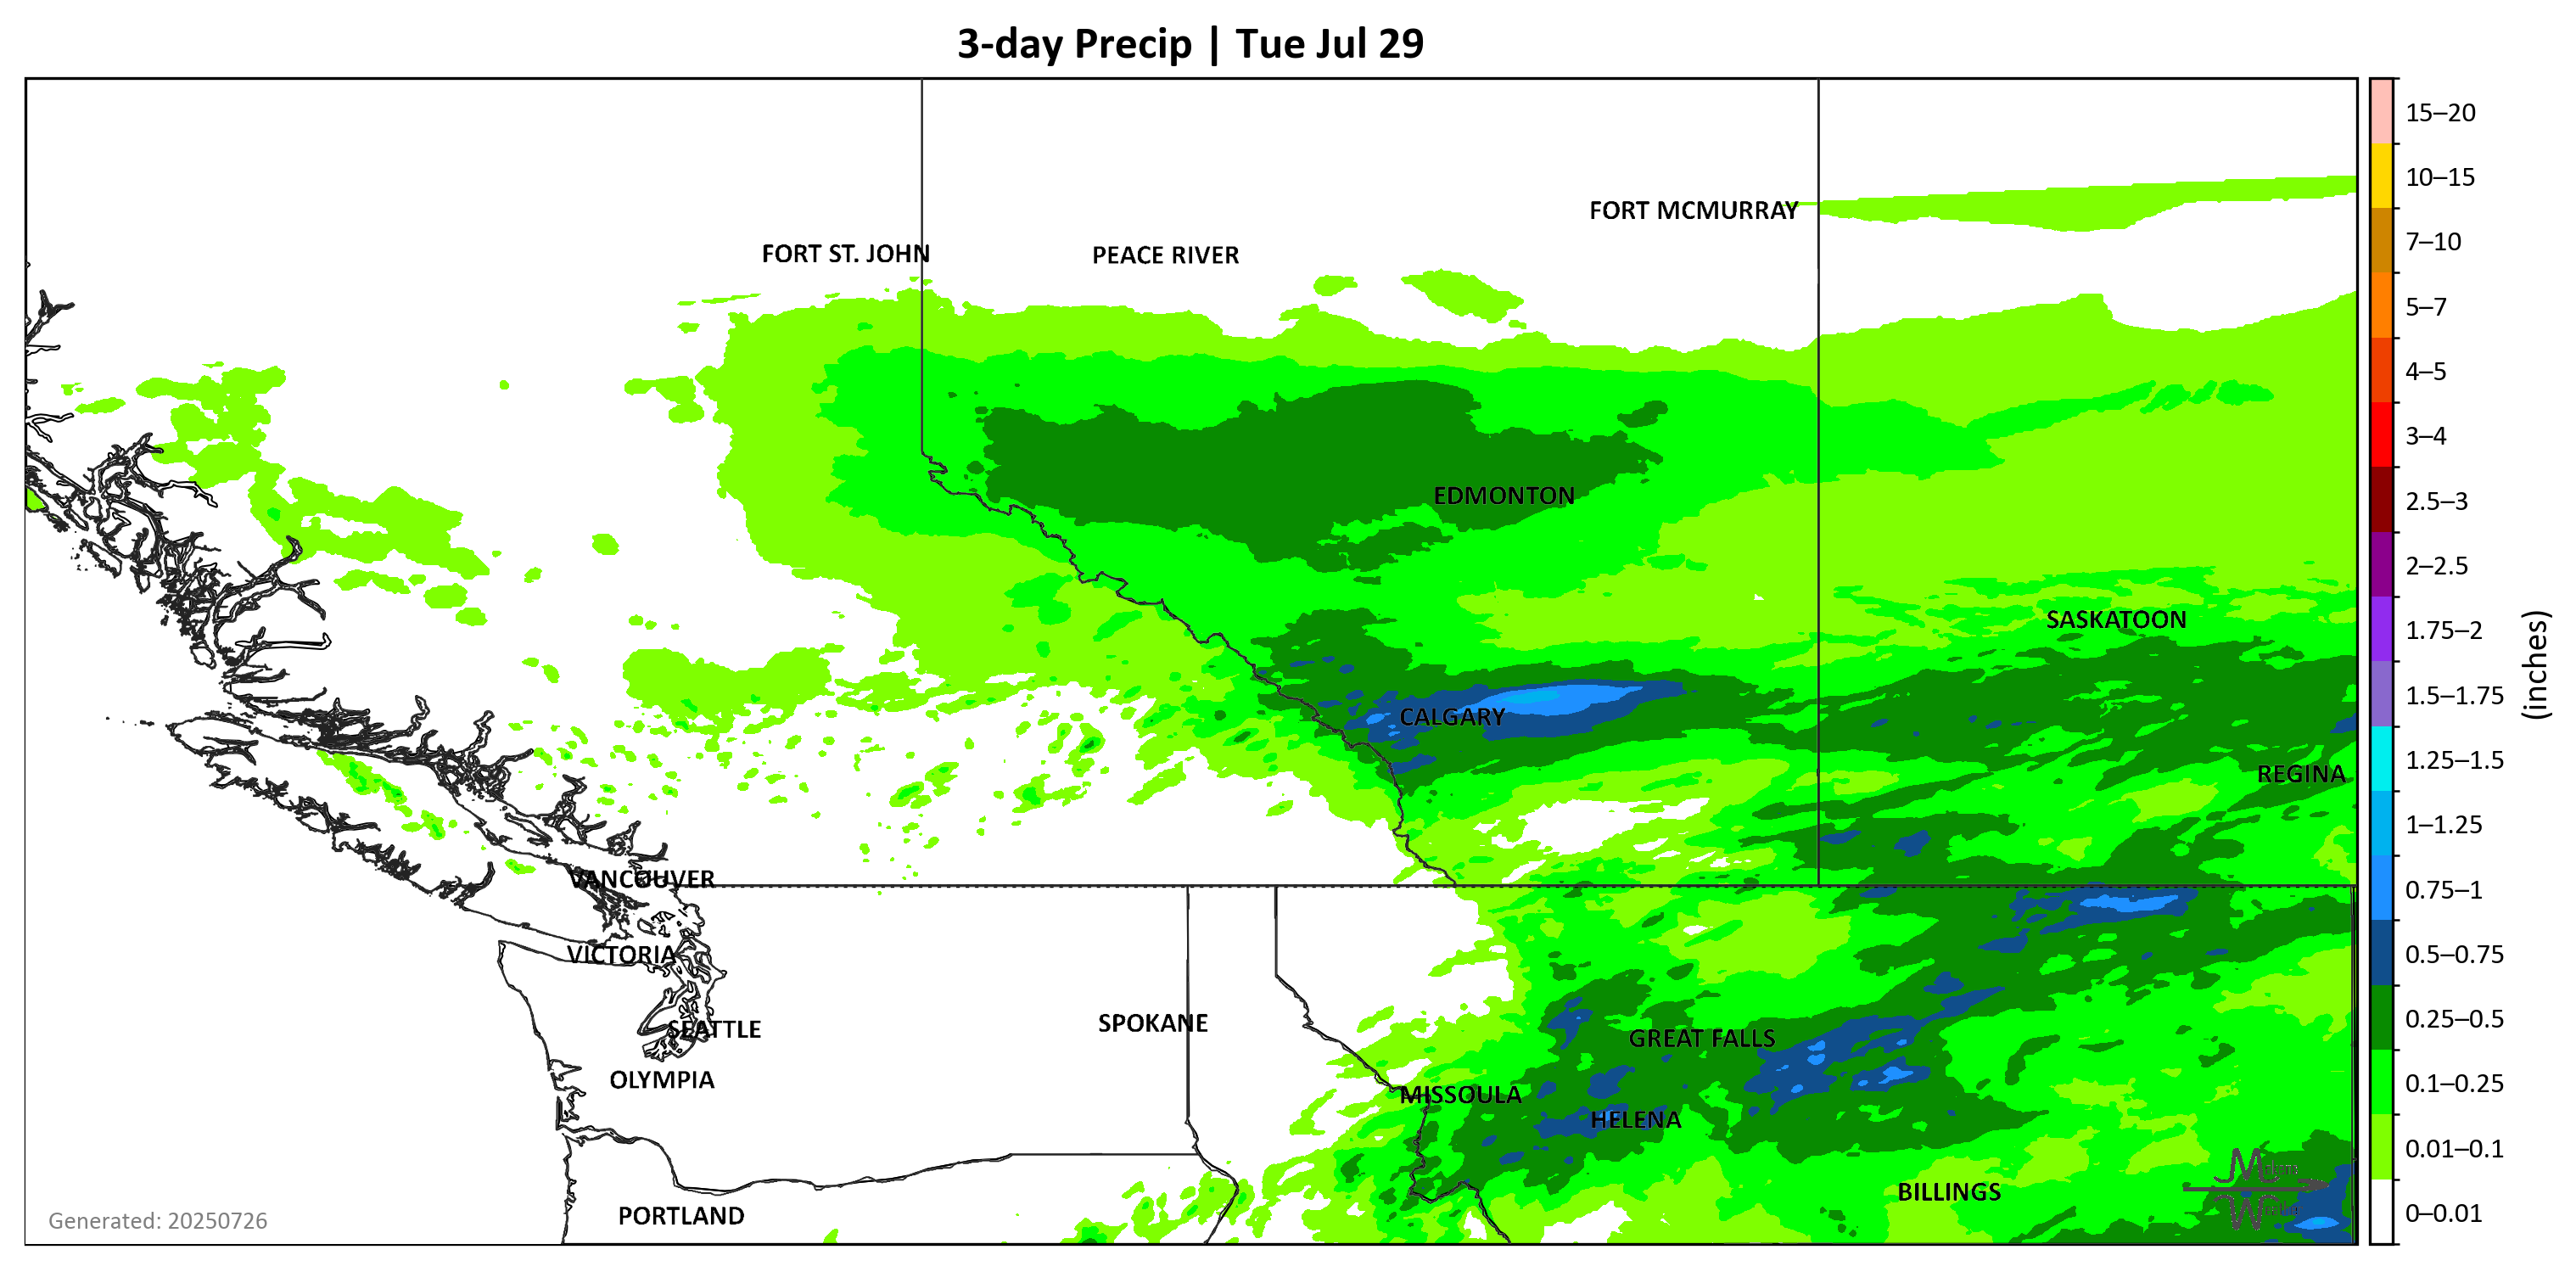 3-day Precip | Tue Jul 29
FORT MCMURRAY
FORT ST. JOHN
PEACE RIVER
EDMONTON
SASKATOON
CALGARY
REGINA
VANCOUVER
VICTORIA
SPOKANE
SEATTLE
GREAT FALLS
OLYMPIA
MISSOULA
HELENA
BILLINGS
PORTLAND
Generated: 20250726
15–20
10–15
7–10
5–7
4–5
3–4
2.5–3
2–2.5
1.75–2
1.5–1.75
1.25–1.5
1–1.25
0.75–1
0.5–0.75
0.25–0.5
0.1–0.25
0.01–0.1
0–0.01
(inches)